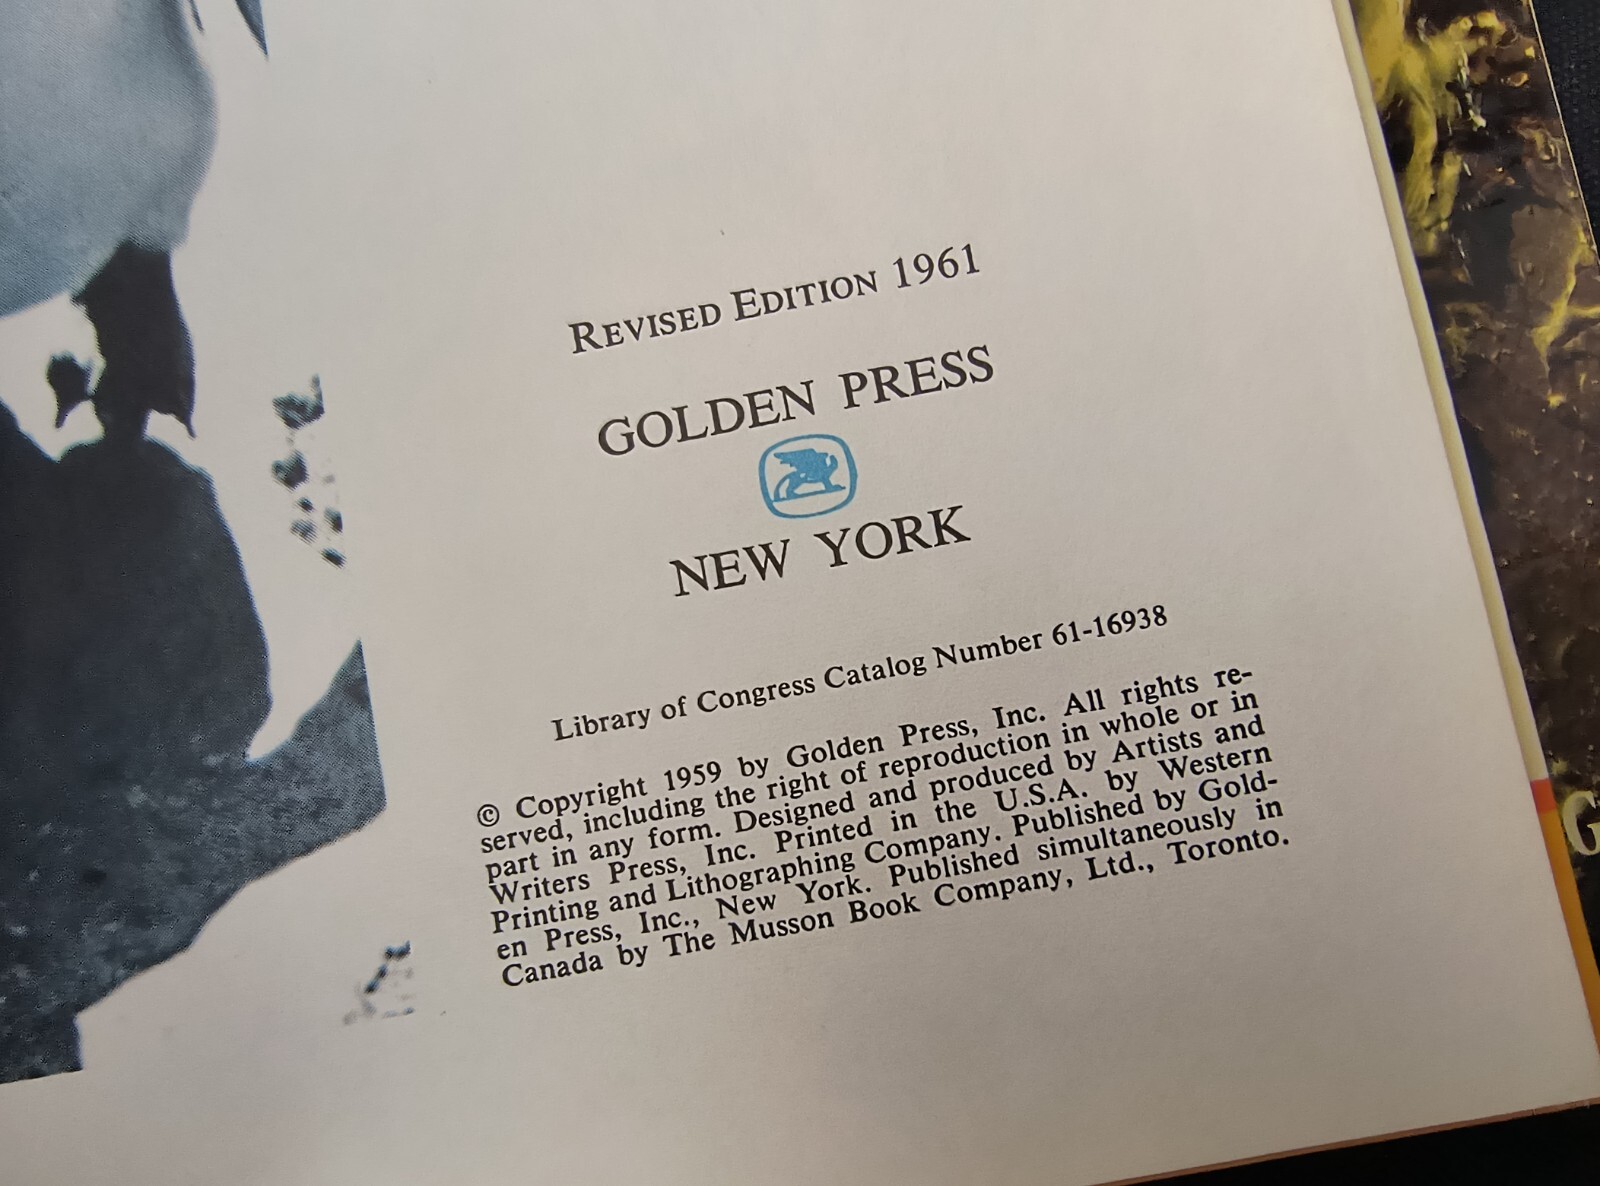 REVISED EDITION 1961
GOLDEN PRESS
NEW YORK
Library of Congress Catalog Number 61-16938
© Copyright 1959 by Golden Press, Inc. All rights re-
served, including the right of reproduction in whole or in
part in any form. Designed and produced by Artists and
Writers Press, Inc. Printed in the U.S.A. by Western
Printing and Lithographing Company. Published by Gold-
en Press, Inc., New York. Published simultaneously in
Canada by The Musson Book Company, Ltd., Toronto.
G